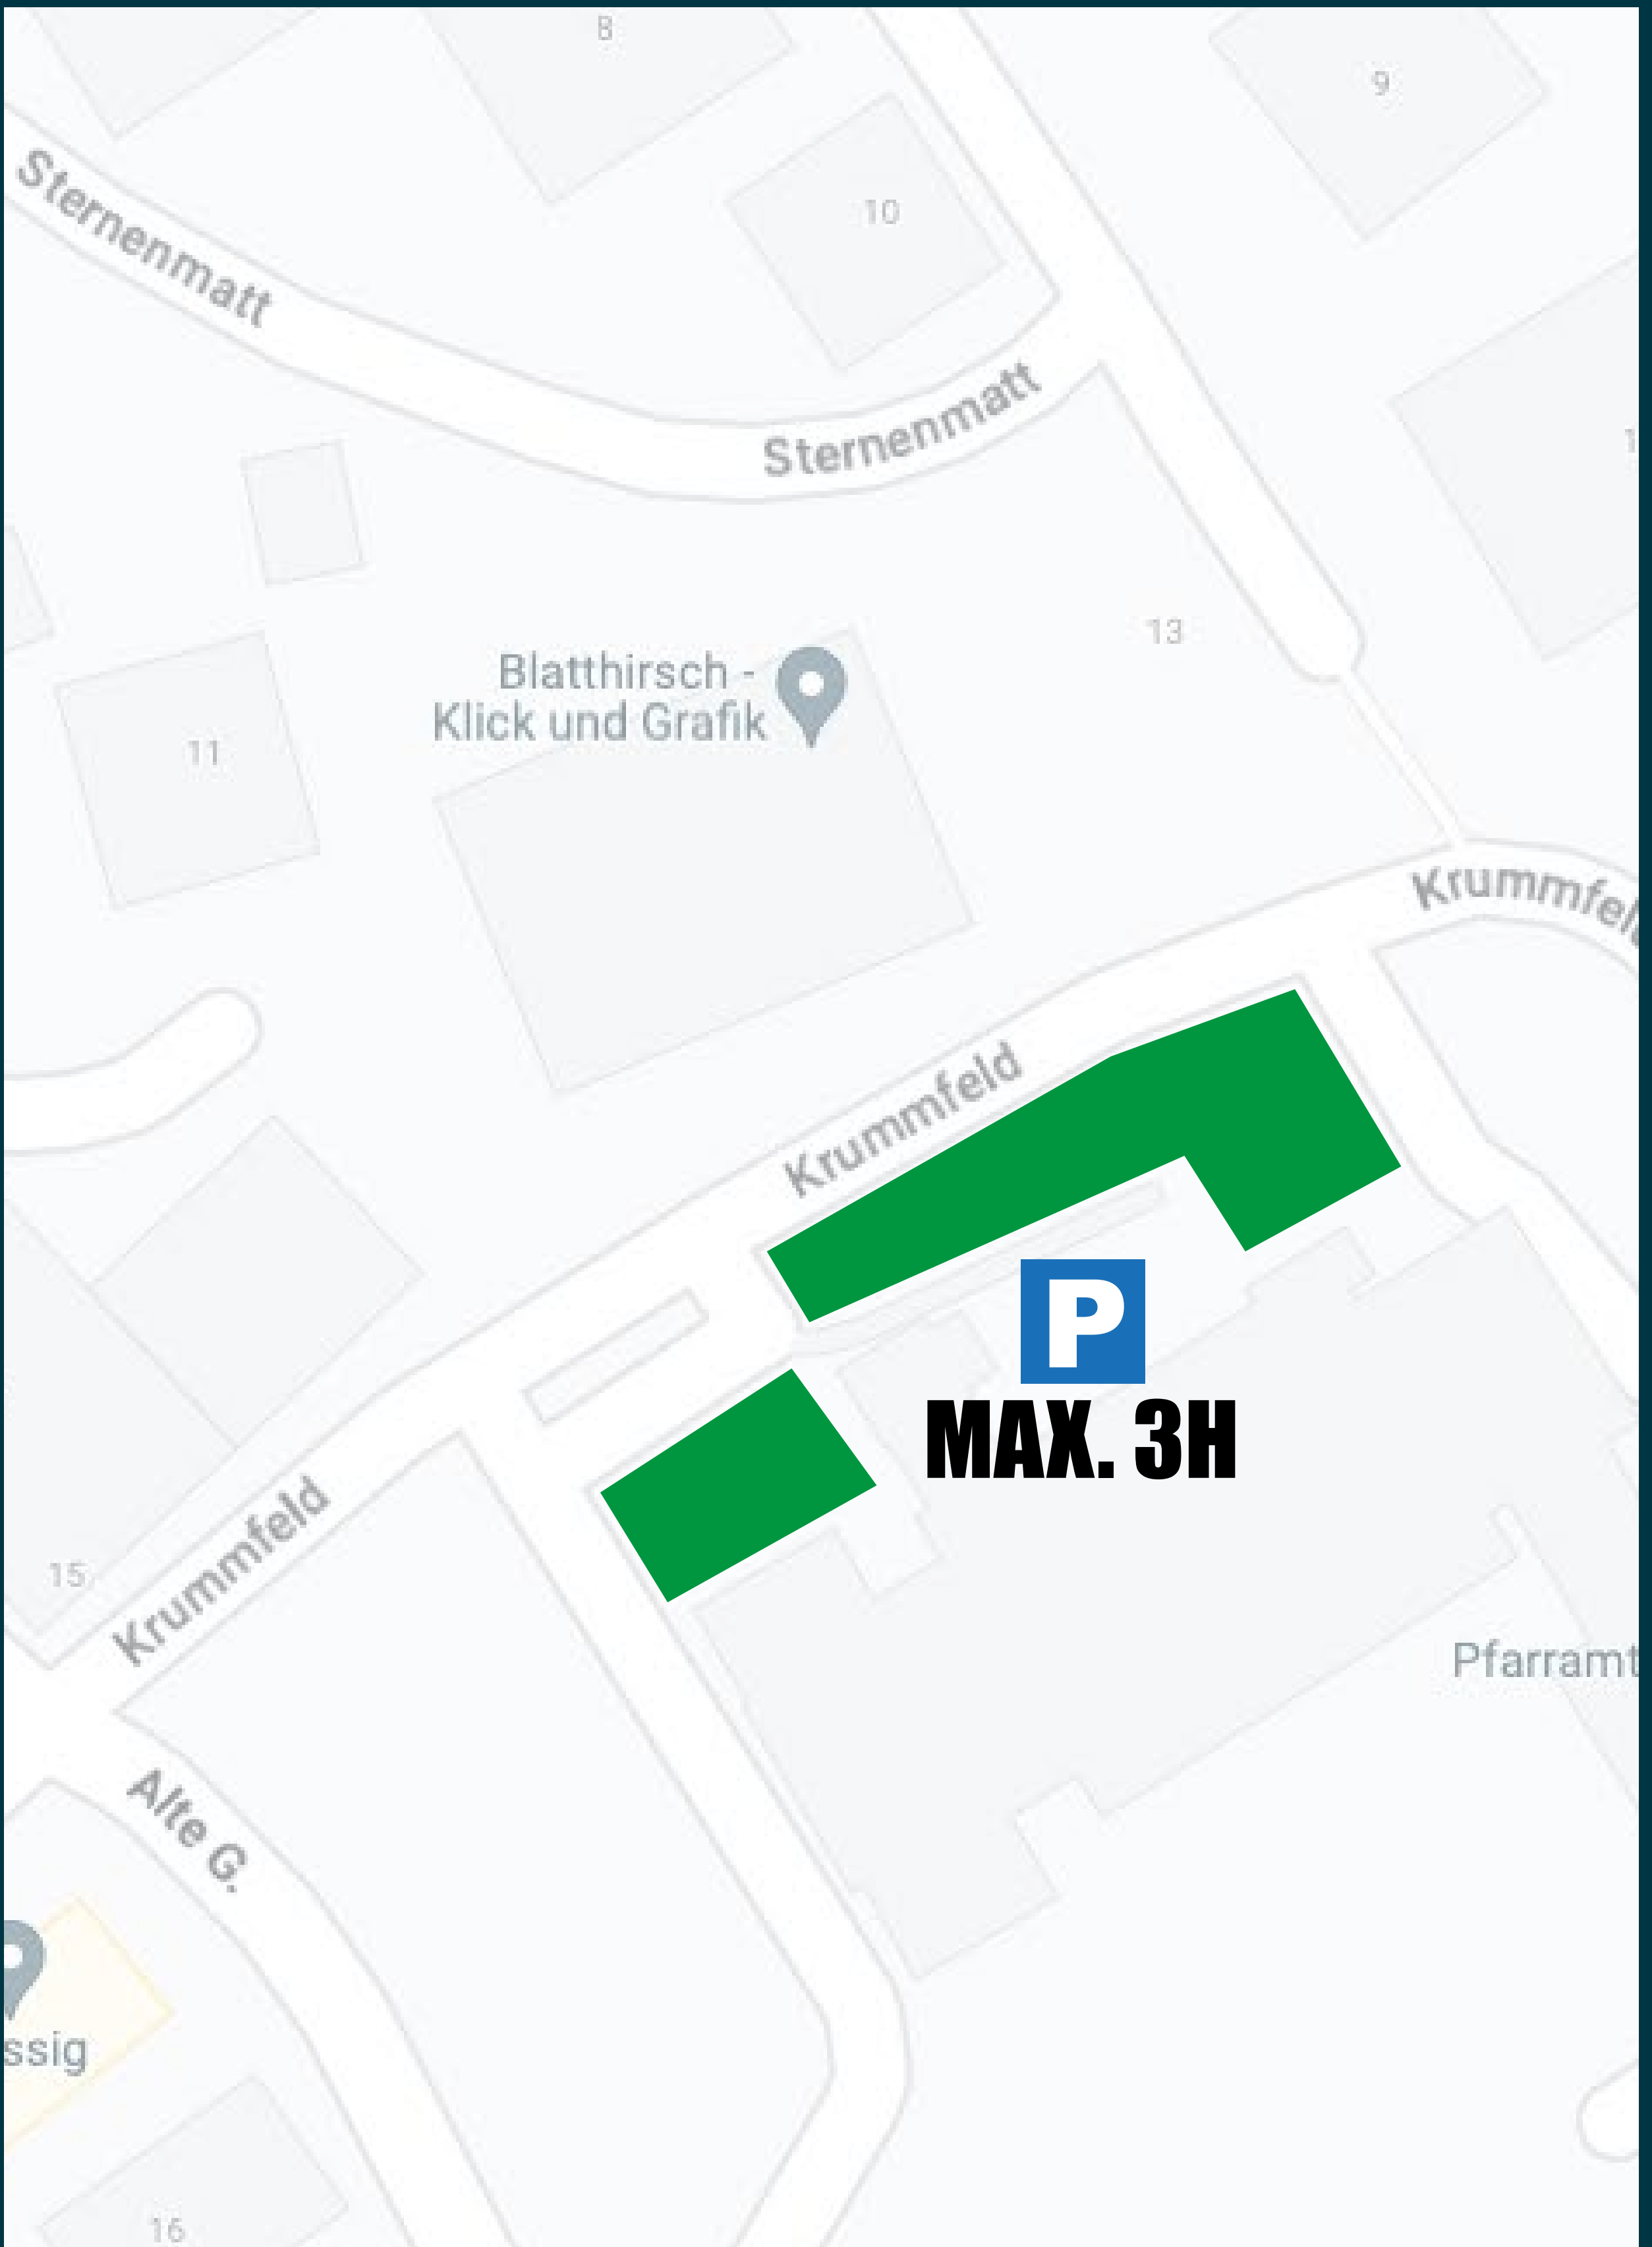 8
9
10
Sternenmatt
Sternenmatt
13
Blatthirsch -
Klick und Grafik
11
Krummfeld
Krummfeld
P
MAX. 3H
Krummfeld
15
Pfarramt
Alte G.
ssig
16